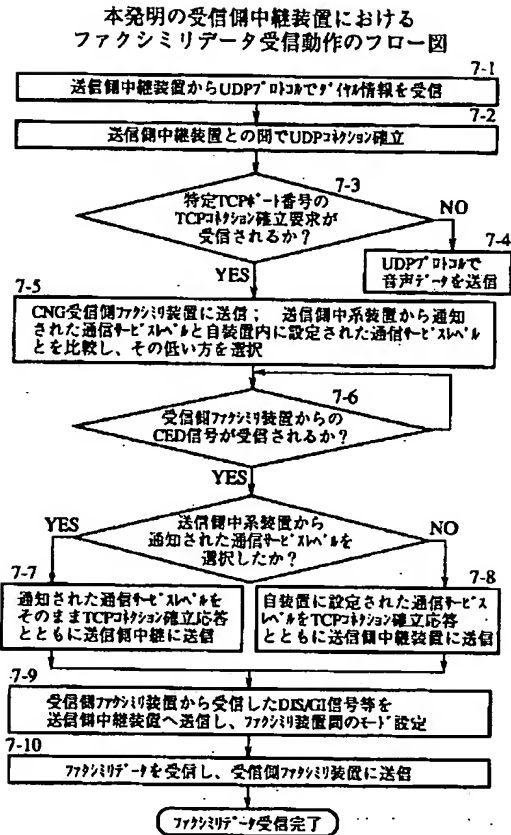 本発明の受信側中継装置における
ファクシミリデータ受信動作のフロー図
7-1
送信側中継装置からUDPプロトコルでダイヤル情報を受信
7-2
送信側中継装置との間でUDPコネクション確立
7-3
特定TCPポート番号の
TCPコネクション確立要求が
受信されるか?
NO
7-4
UDPプロトコルで
音声データを送信
YES
7-5
CNG受信側ファクシミリ装置に送信; 送信側中系装置から通知
された通信サービスレベルと自装置内に設定された通信サービスレベル
とを比較し、その低い方を選択
7-6
受信側ファクシミリ装置からの
CED信号が受信されるか?
YES
送信側中系装置から
通知された通信サービスレベルを
選択したか?
YES
NO
7-7
通知された通信サービスレベルを
そのままTCPコネクション確立応答
とともに送信側中継に送信
7-8
自装置に設定された通信サービス
レベルをTCPコネクション確立応答
とともに送信側中継装置に送信
7-9
受信側ファクシミリ装置から受信したDIS/GI信号等を
送信側中継装置へ送信し、ファクシミリ装置間のモード設定
7-10
ファクシミリデータを受信し、受信側ファクシミリ装置に送信
ファクシミリデータ受信完了